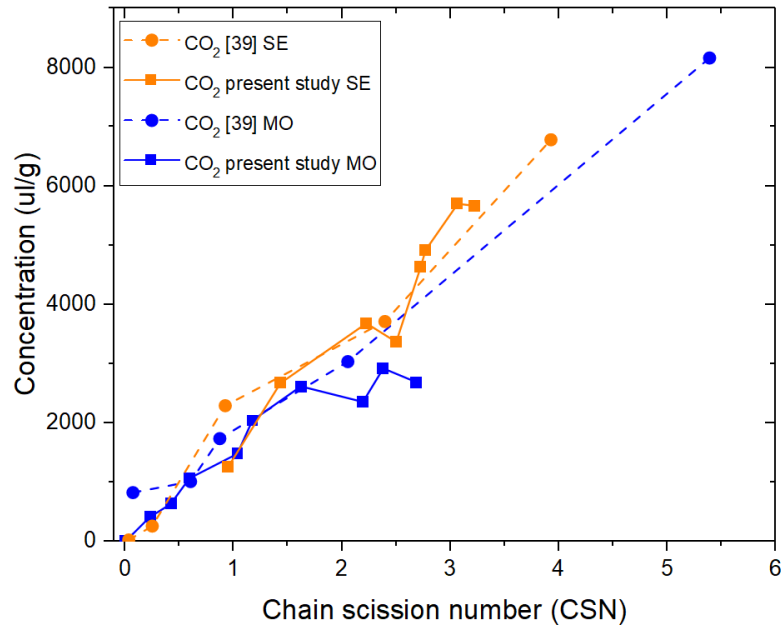 CO₂ [39] SE
CO₂ present study SE
CO₂ [39] MO
CO₂ present study MO
8000
6000
4000
2000
0
Concentration (ul/g)
0 1 2 3 4 5 6
Chain scission number (CSN)